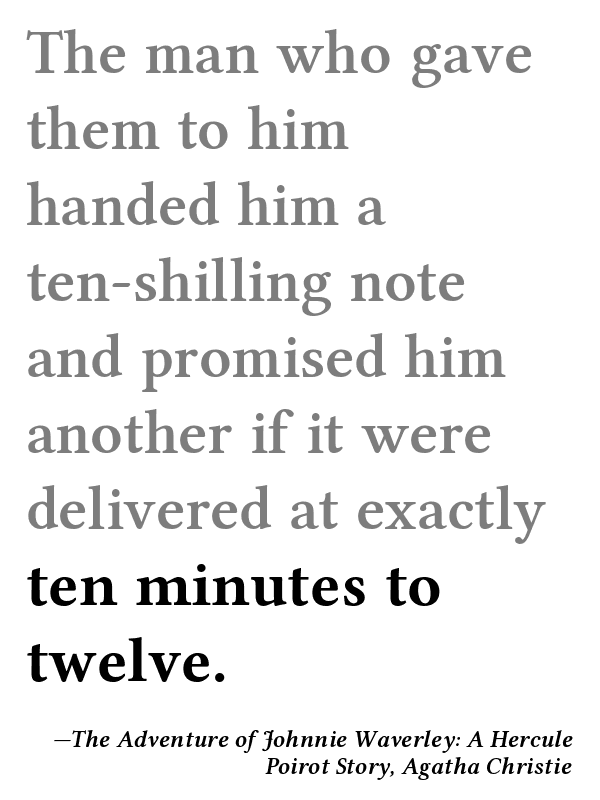 The man who gave
them to him
handed him a
ten-shilling note
and promised him
another if it were
delivered at exactly
ten minutes to
twelve.
—The Adventure of Johnnie Waverley: A Hercule
Poirot Story, Agatha Christie